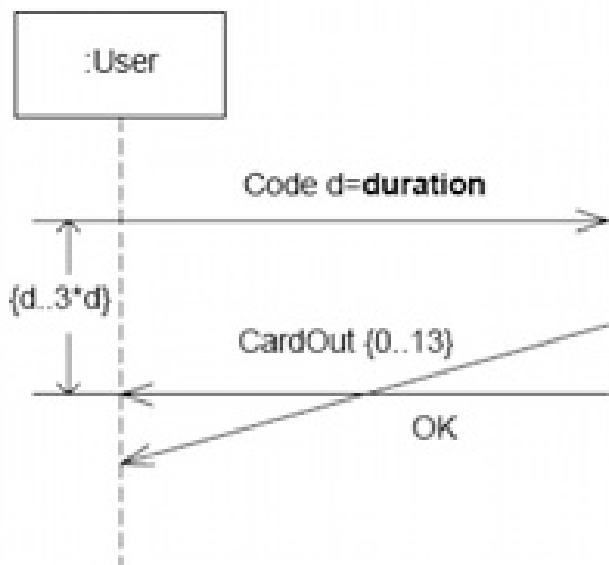 :User
Code d=duration
{d..3*d}
CardOut {0..13}
OK